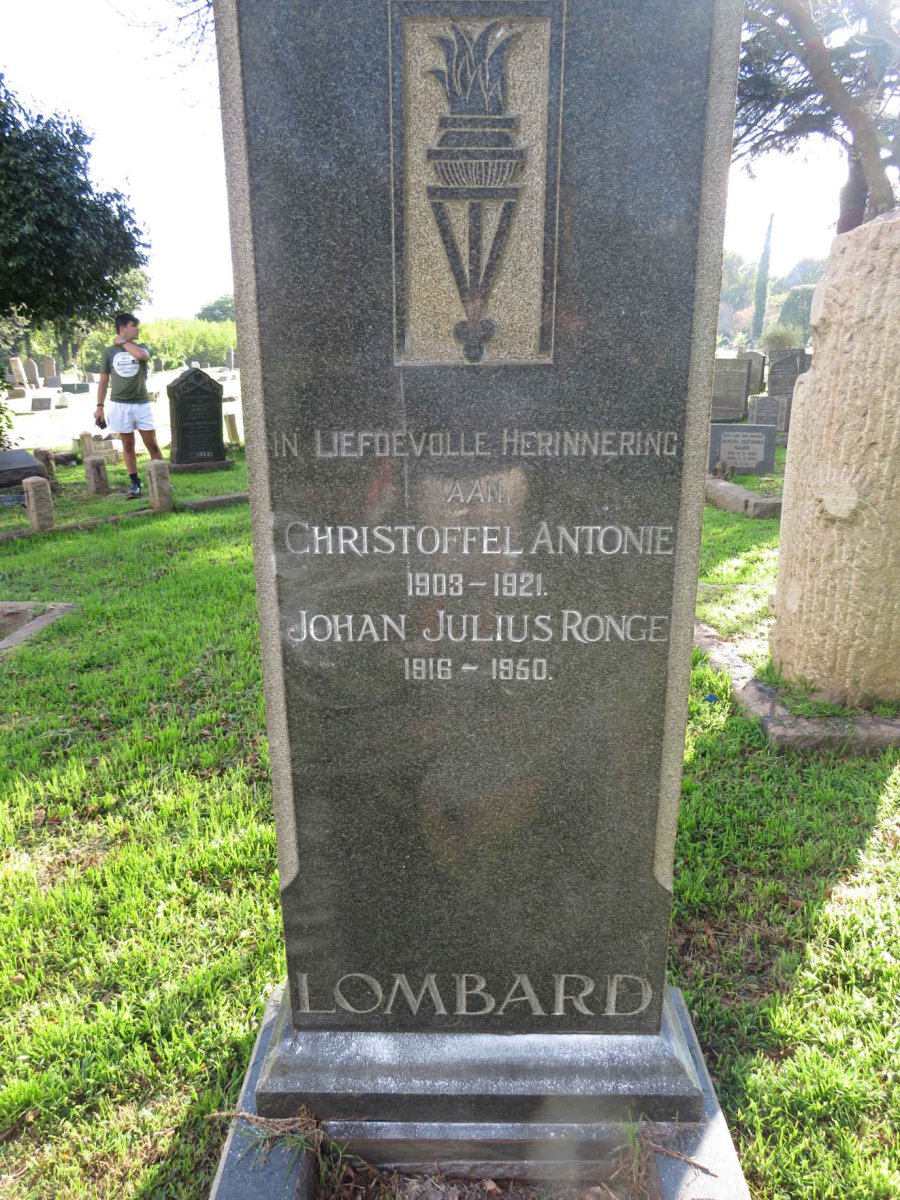 IN LIEFDEVOLLE HERINNERING
AAN
CHRISTOFFEL ANTONIE
1903 – 1921.
JOHAN JULIUS RONGE
1916 – 1950.
LOMBARD